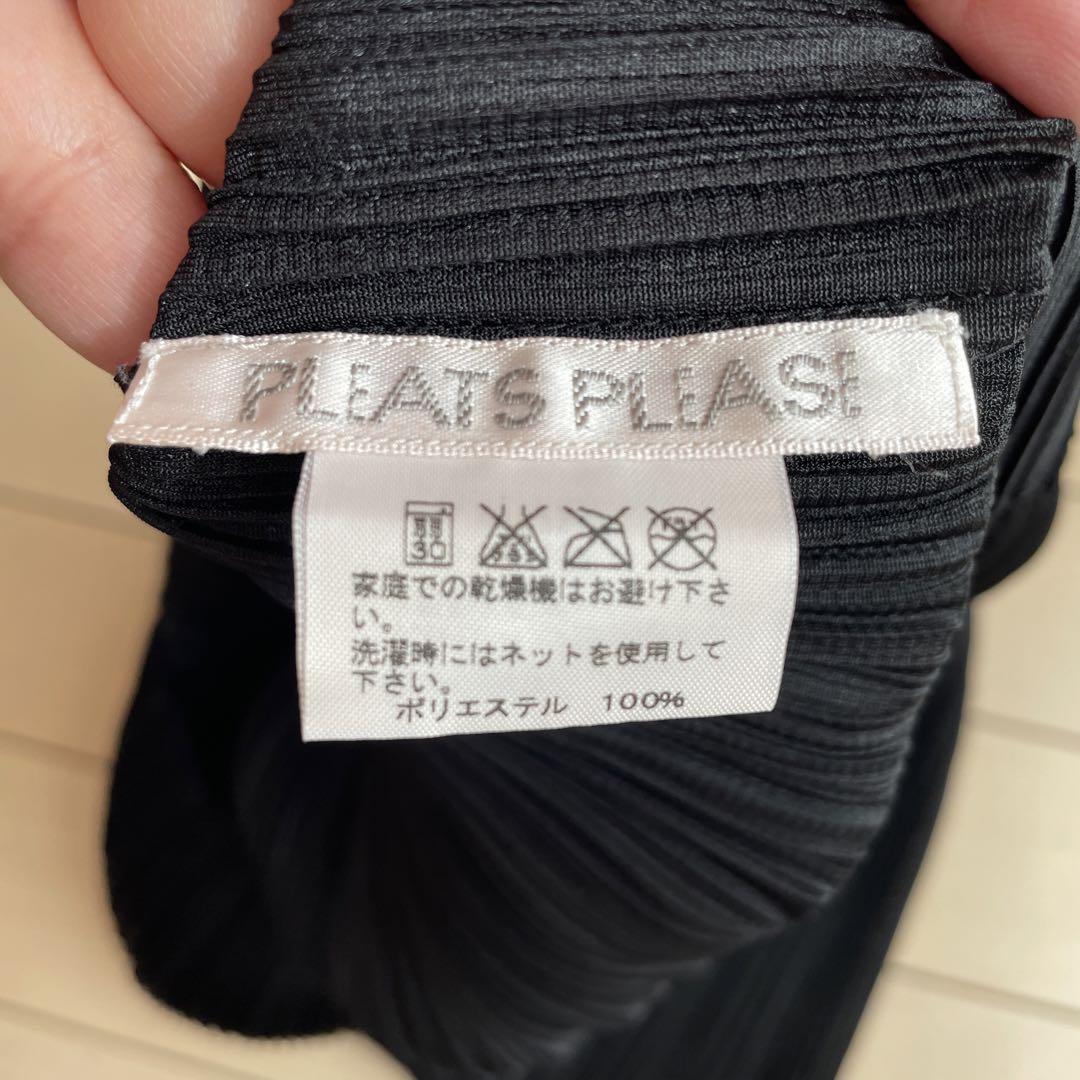 PLEATS PLEASE
弱
30
家庭での乾燥機はお避け下さ
い。
洗濯時にはネットを使用して
下さい。
ポリエステル 100%